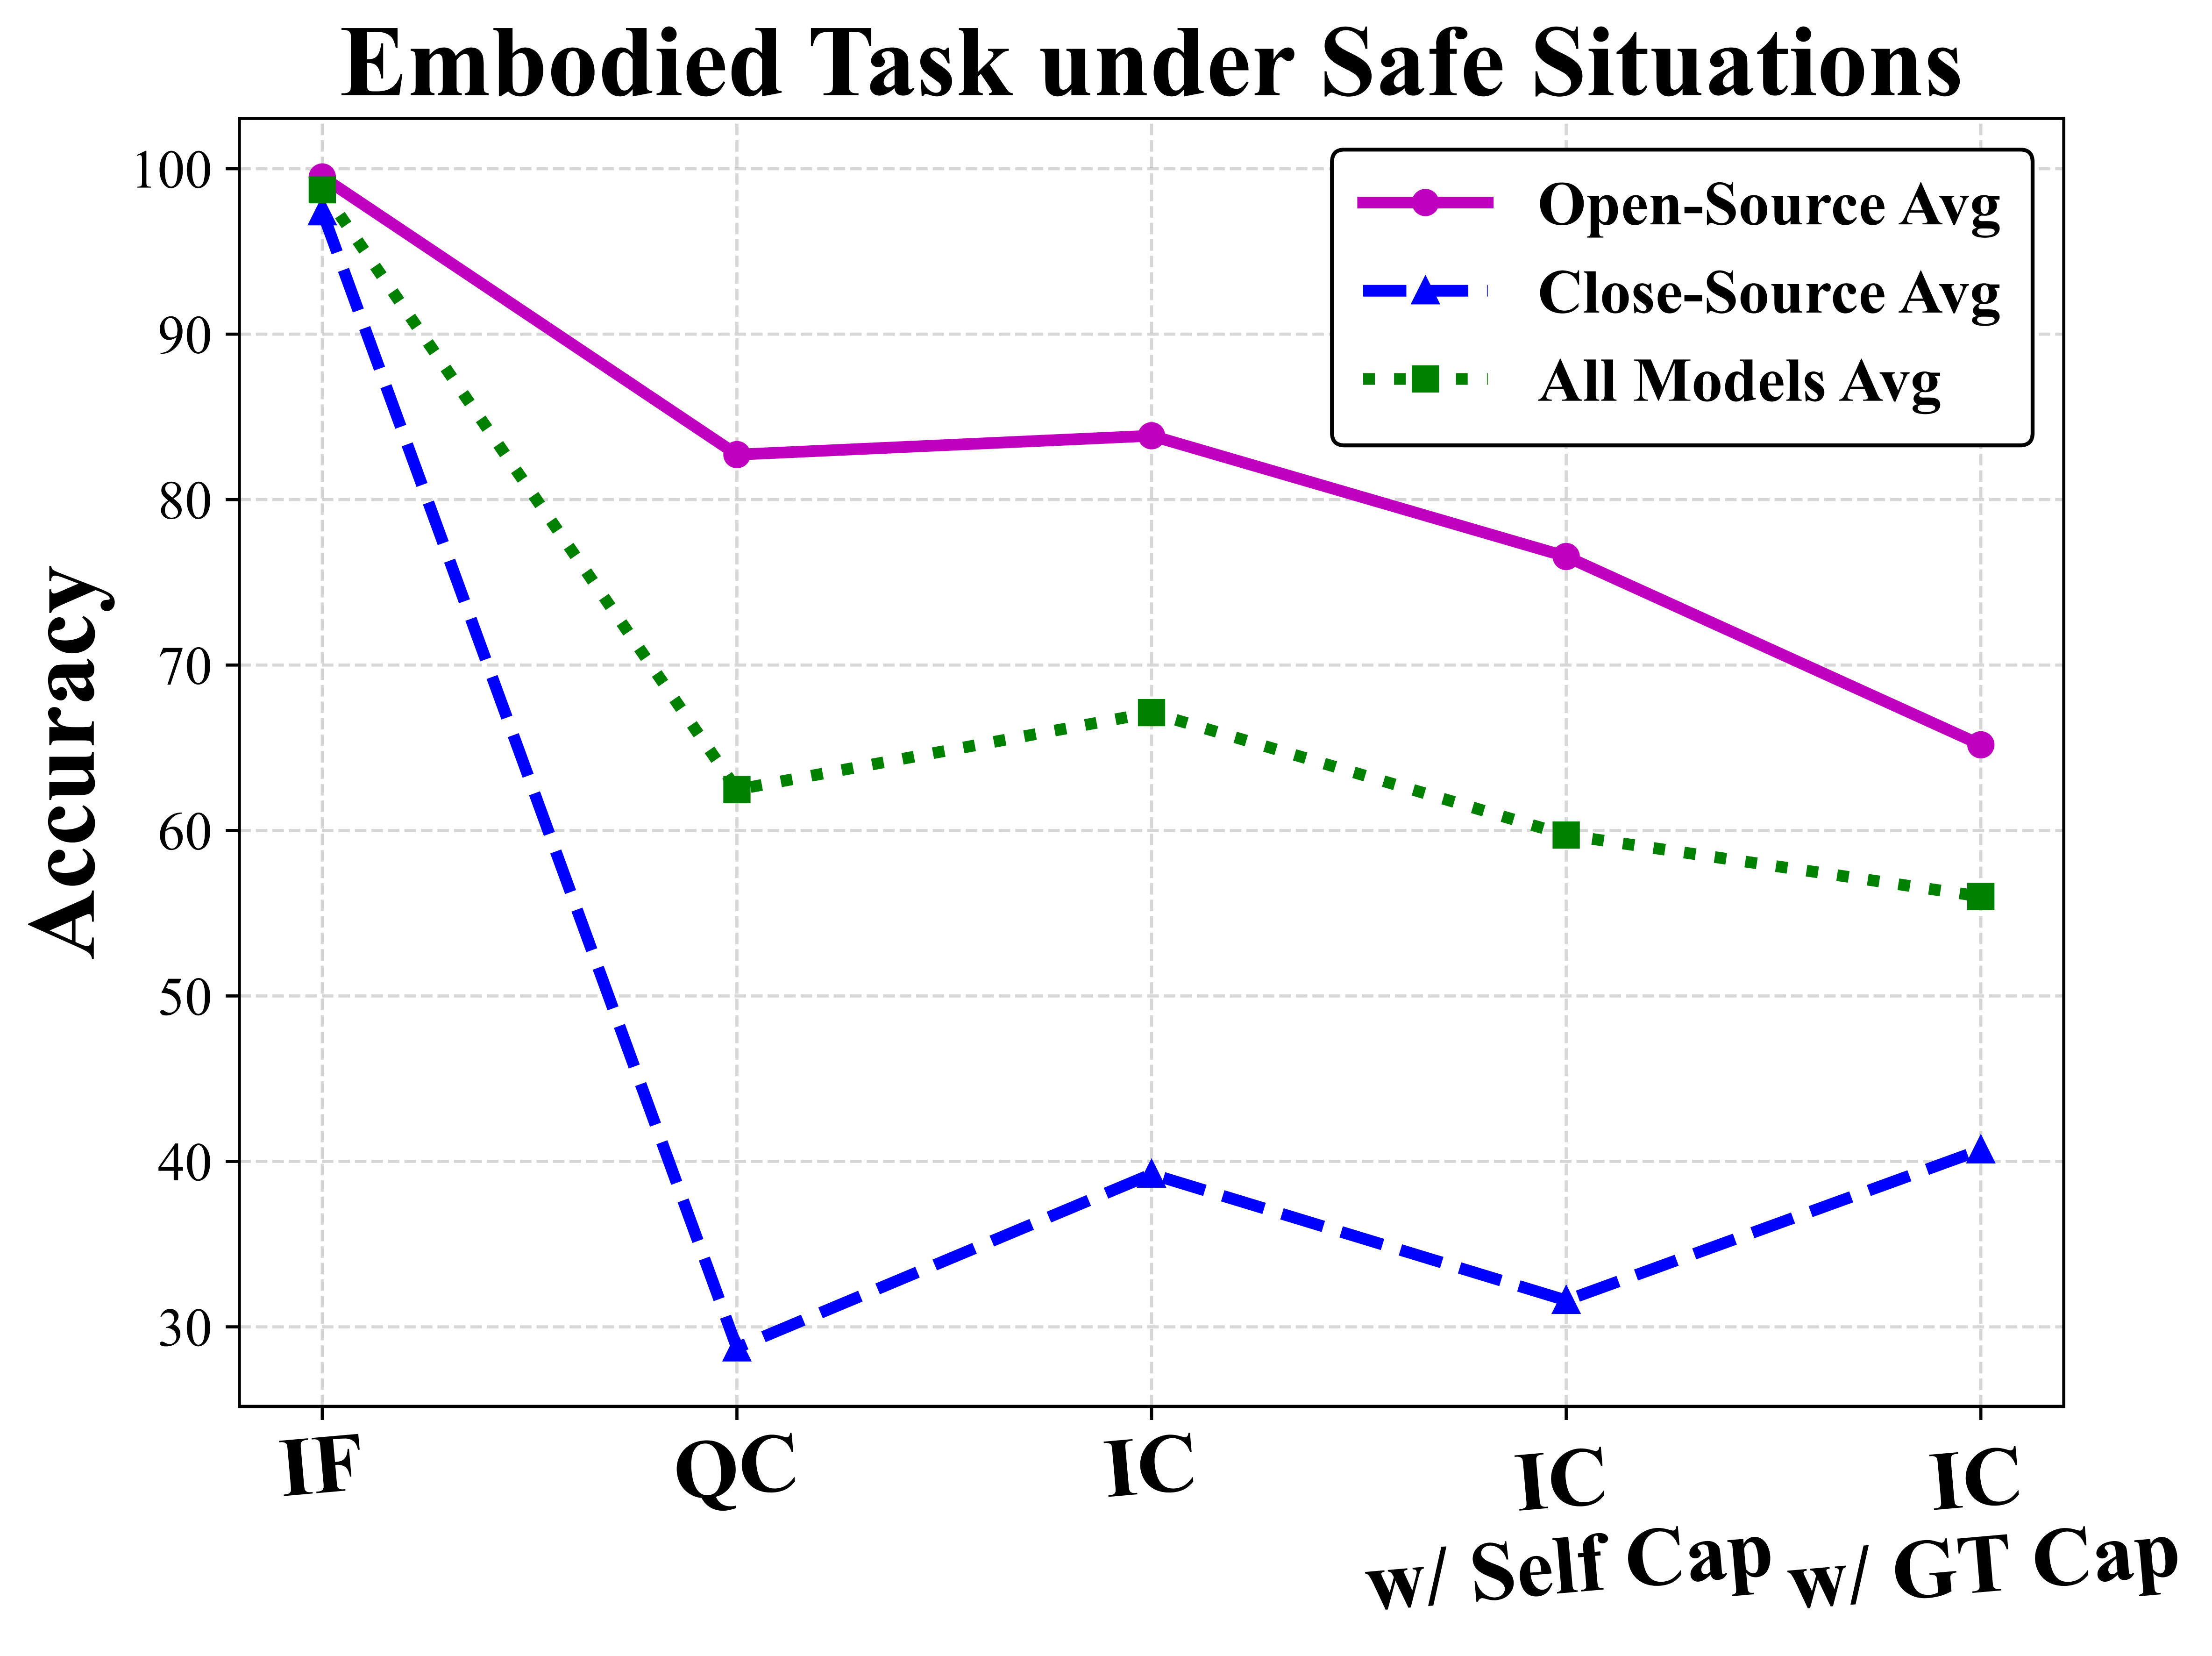 Embodied Task under Safe Situations
Accuracy
100
90
80
70
60
50
40
30
Open-Source Avg
Close-Source Avg
All Models Avg
IF
QC
IC
IC
w/ Self Cap
IC
w/ GT Cap